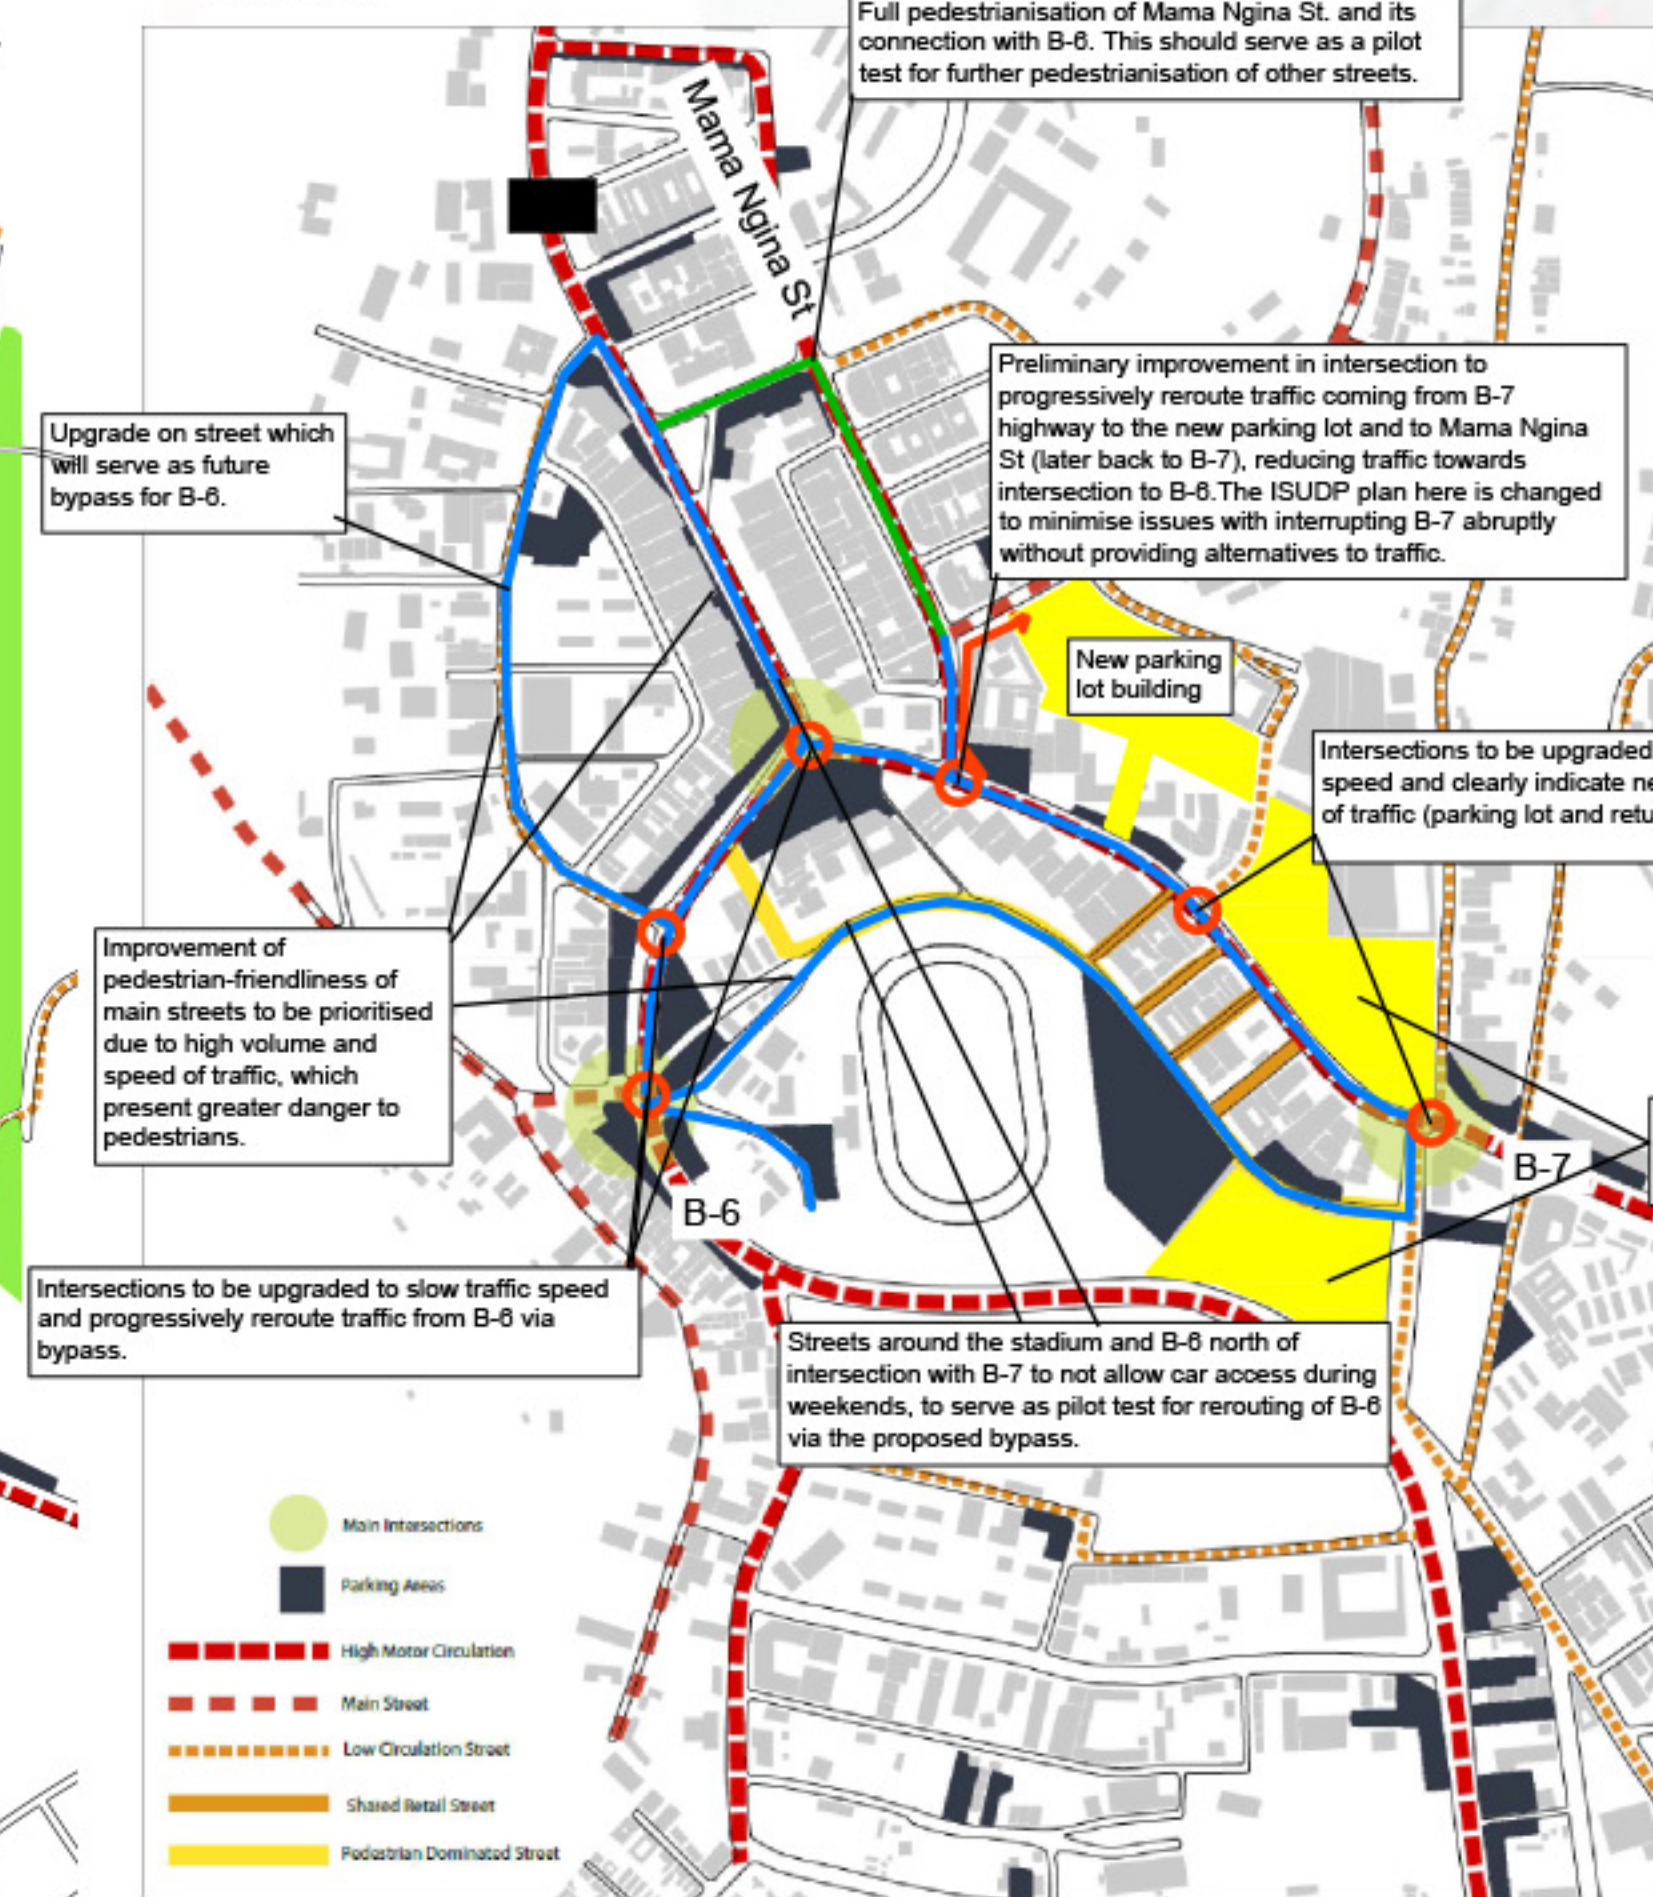 Full pedestrianisation of Mama Ngina St. and its
connection with B-6. This should serve as a pilot
test for further pedestrianisation of other streets.
Mama Ngina St
Preliminary improvement in intersection to
progressively reroute traffic coming from B-7
highway to the new parking lot and to Mama Ngina
St (later back to B-7), reducing traffic towards
intersection to B-6.The ISUDP plan here is changed
to minimise issues with interrupting B-7 abruptly
without providing alternatives to traffic.
Upgrade on street which
will serve as future
bypass for B-6.
New parking
lot building
Intersections to be upgraded
speed and clearly indicate ne
of traffic (parking lot and retu
Improvement of
pedestrian-friendliness of
main streets to be prioritised
due to high volume and
speed of traffic, which
present greater danger to
pedestrians.
B-7
B-6
Intersections to be upgraded to slow traffic speed
and progressively reroute traffic from B-6 via
bypass.
Streets around the stadium and B-6 north of
intersection with B-7 to not allow car access during
weekends, to serve as pilot test for rerouting of B-6
via the proposed bypass.
Main Intersections
Parking Areas
High Motor Circulation
Main Street
Low Circulation Street
Shared Retail Street
Pedestrian Dominated Street